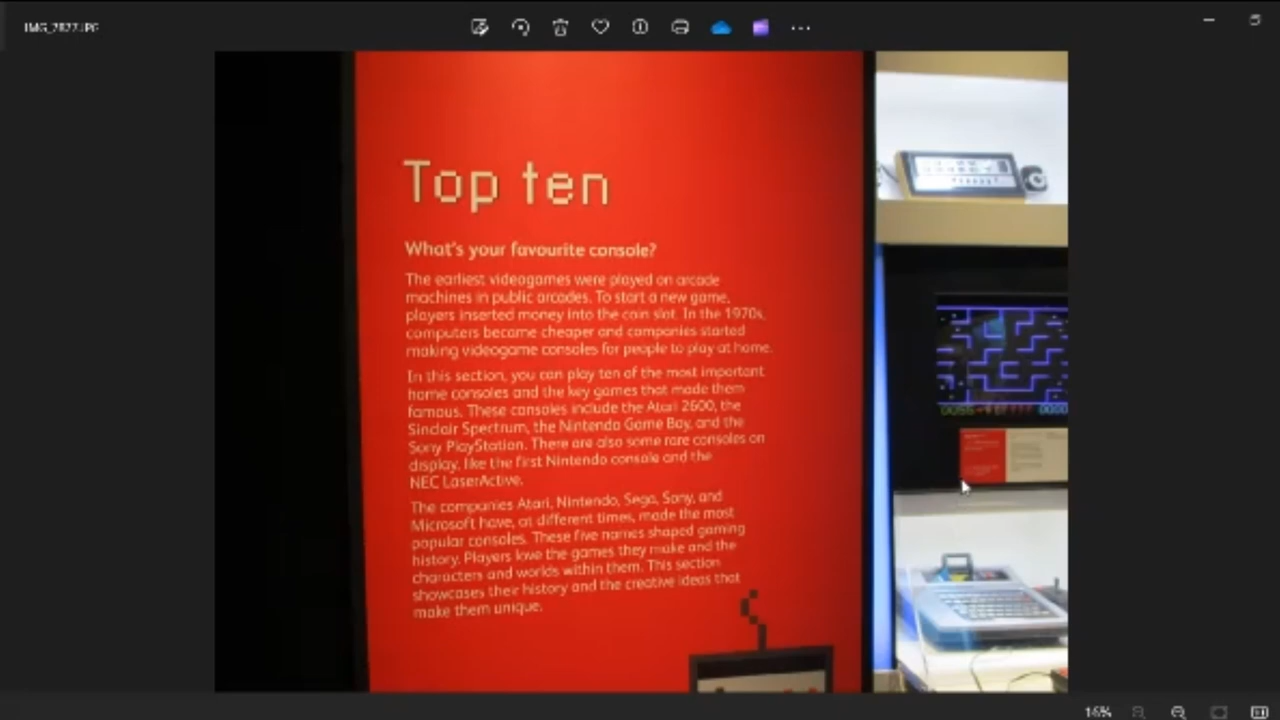 IMG_7827.JPG
Top ten
What's your favourite console?
The earliest videogames were played on arcade
machines in public arcades. To start a new game,
players inserted money into the coin slot. In the 1970s,
computers became cheaper and companies started
making videogame consoles for people to play at home.
In this section, you can play ten of the most important
home consoles and the key games that made them
famous. These consoles include the Atari 2600, the
Sinclair Spectrum, the Nintendo Game Boy, and the
Sony PlayStation. There are also some rare consoles on
display, like the first Nintendo console and the
NEC LaserActive.
The companies Atari, Nintendo, Sega, Sony, and
Microsoft have, at different times, made the most
popular consoles. These five names shaped gaming
history. Players love the games they make and the
characters and worlds within them. This section
showcases their history and the creative ideas that
make them unique.
16%